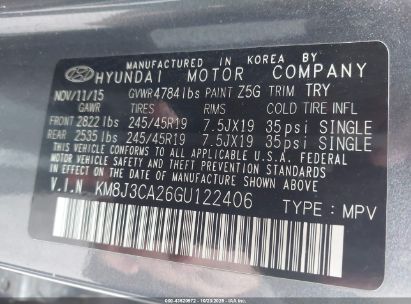 MANUFACTURED IN KOREA BY
HYUNDAI MOTOR COMPANY
NOV/11/15 GVWR 4784 lbs PAINT Z5G TRIM TRY
GAWR TIRES RIMS COLD TIRE INFL
FRONT 2822 lbs 245/45R19 7.5JX19 35 psi SINGLE
REAR 2535 lbs 245/45R19 7.5JX19 35 psi SINGLE
THIS VEHICLE CONFORMS TO ALL APPLICABLE U.S. FEDERAL
MOTOR VEHICLE SAFETY, BUMPER, AND THEFT PREVENTION
STANDARDS IN EFFECT ON THE DATE OF MANUFACTURE SHOWN ABOVE.
V.I.N KM8J3CA26GU122406 TYPE : MPV